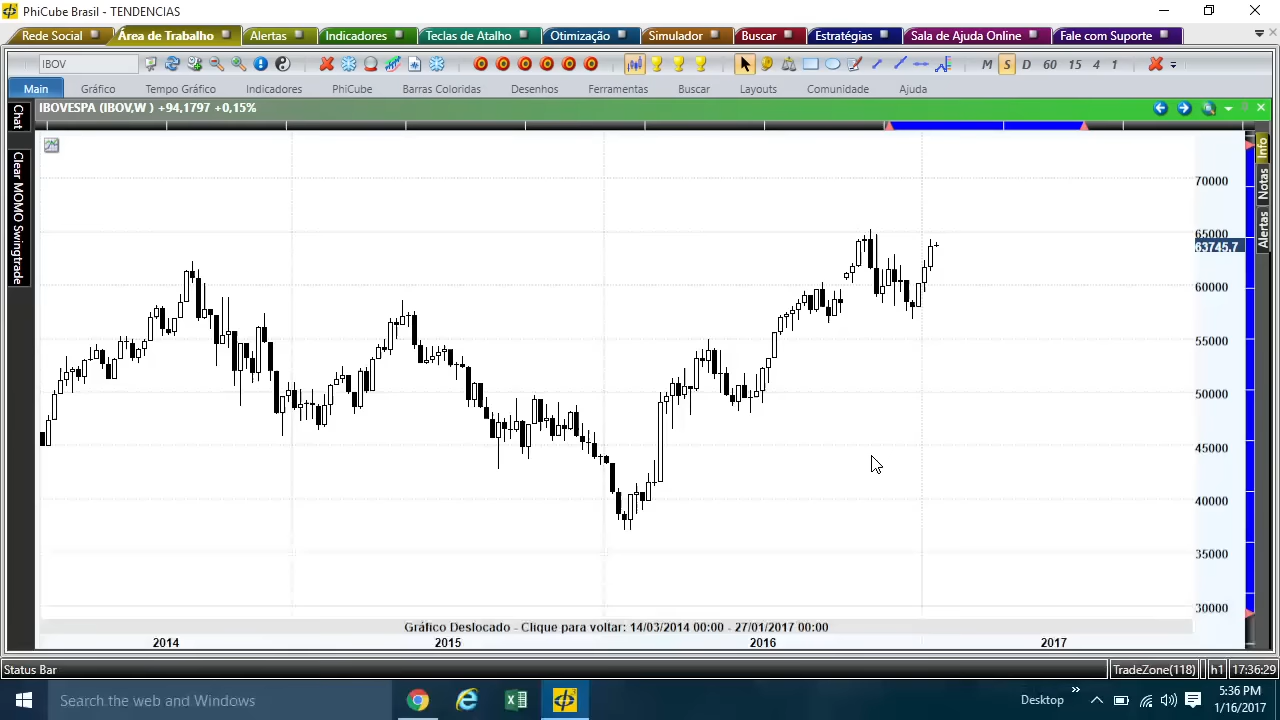 PhiCube Brasil - TENDENCIAS
Rede Social Área de Trabalho Alertas Indicadores Teclas de Atalho Otimização Simulador Buscar Estratégias Sala de Ajuda Online Fale com Suporte
IBOV M S D 60 15 4 1
Main Gráfico Tempo Gráfico Indicadores PhiCube Barras Coloridas Desenhos Ferramentas Buscar Layouts Comunidade Ajuda
IBOVESPA (IBOV,W ) +94,1797 +0,15%
Chat
Clear MOMO Swingtrade
Info
Notas
Alertas
70000
65000
63745.7
60000
55000
50000
45000
40000
35000
30000
Gráfico Deslocado - Clique para voltar: 14/03/2014 00:00 - 27/01/2017 00:00
2014 2015 2016 2017
Status Bar TradeZone(118) h1 17:36:29
Search the web and Windows Desktop 5:36 PM
1/16/2017